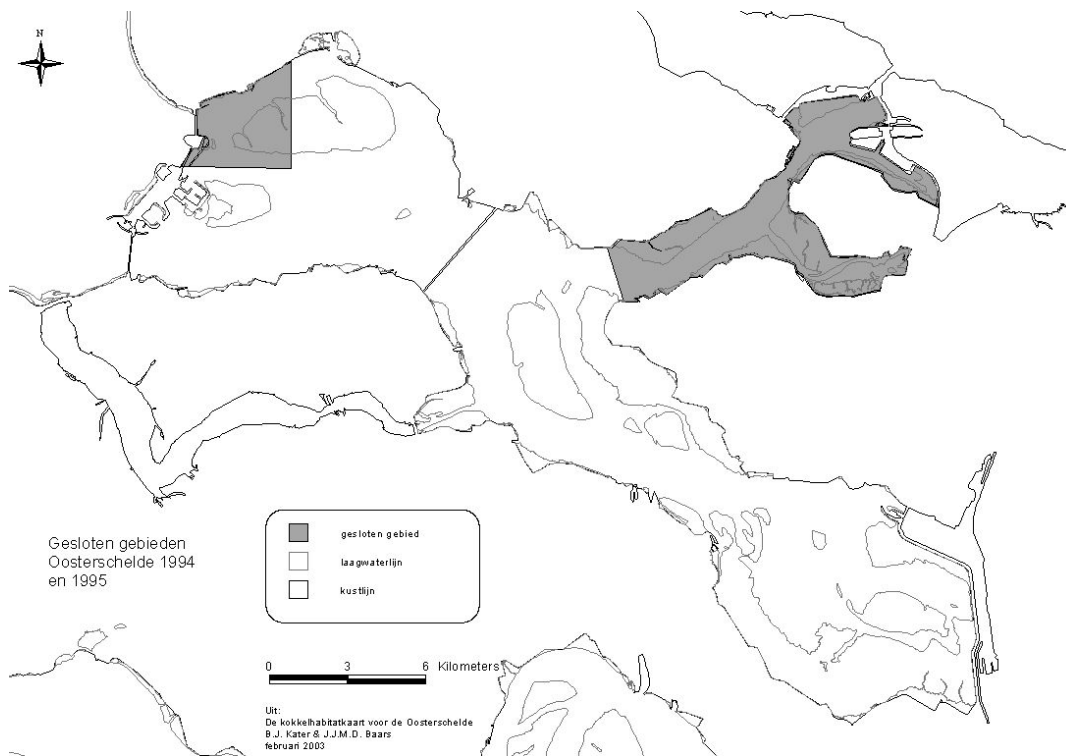 N
Gesloten gebieden
Oosterschelde 1994
en 1995
gesloten gebied
laagwaterlijn
kustlijn
0 3 6 Kilometers
Uit:
De kokkelhabitatkaart voor de Oosterschelde
B.J. Kater & J.J.M.D. Baars
februari 2003